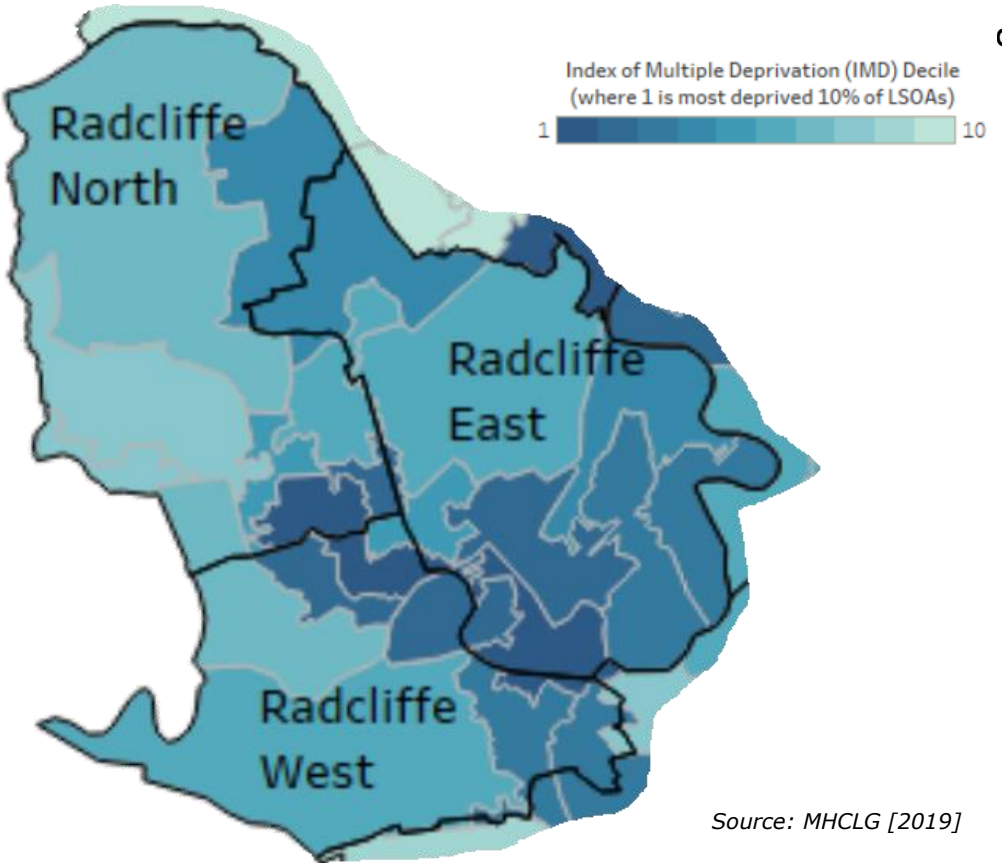 Index of Multiple Deprivation (IMD) Decile
(where 1 is most deprived 10% of LSOAs)
1 10
Radcliffe
North
Radcliffe
East
Radcliffe
West
Source: MHCLG [2019]